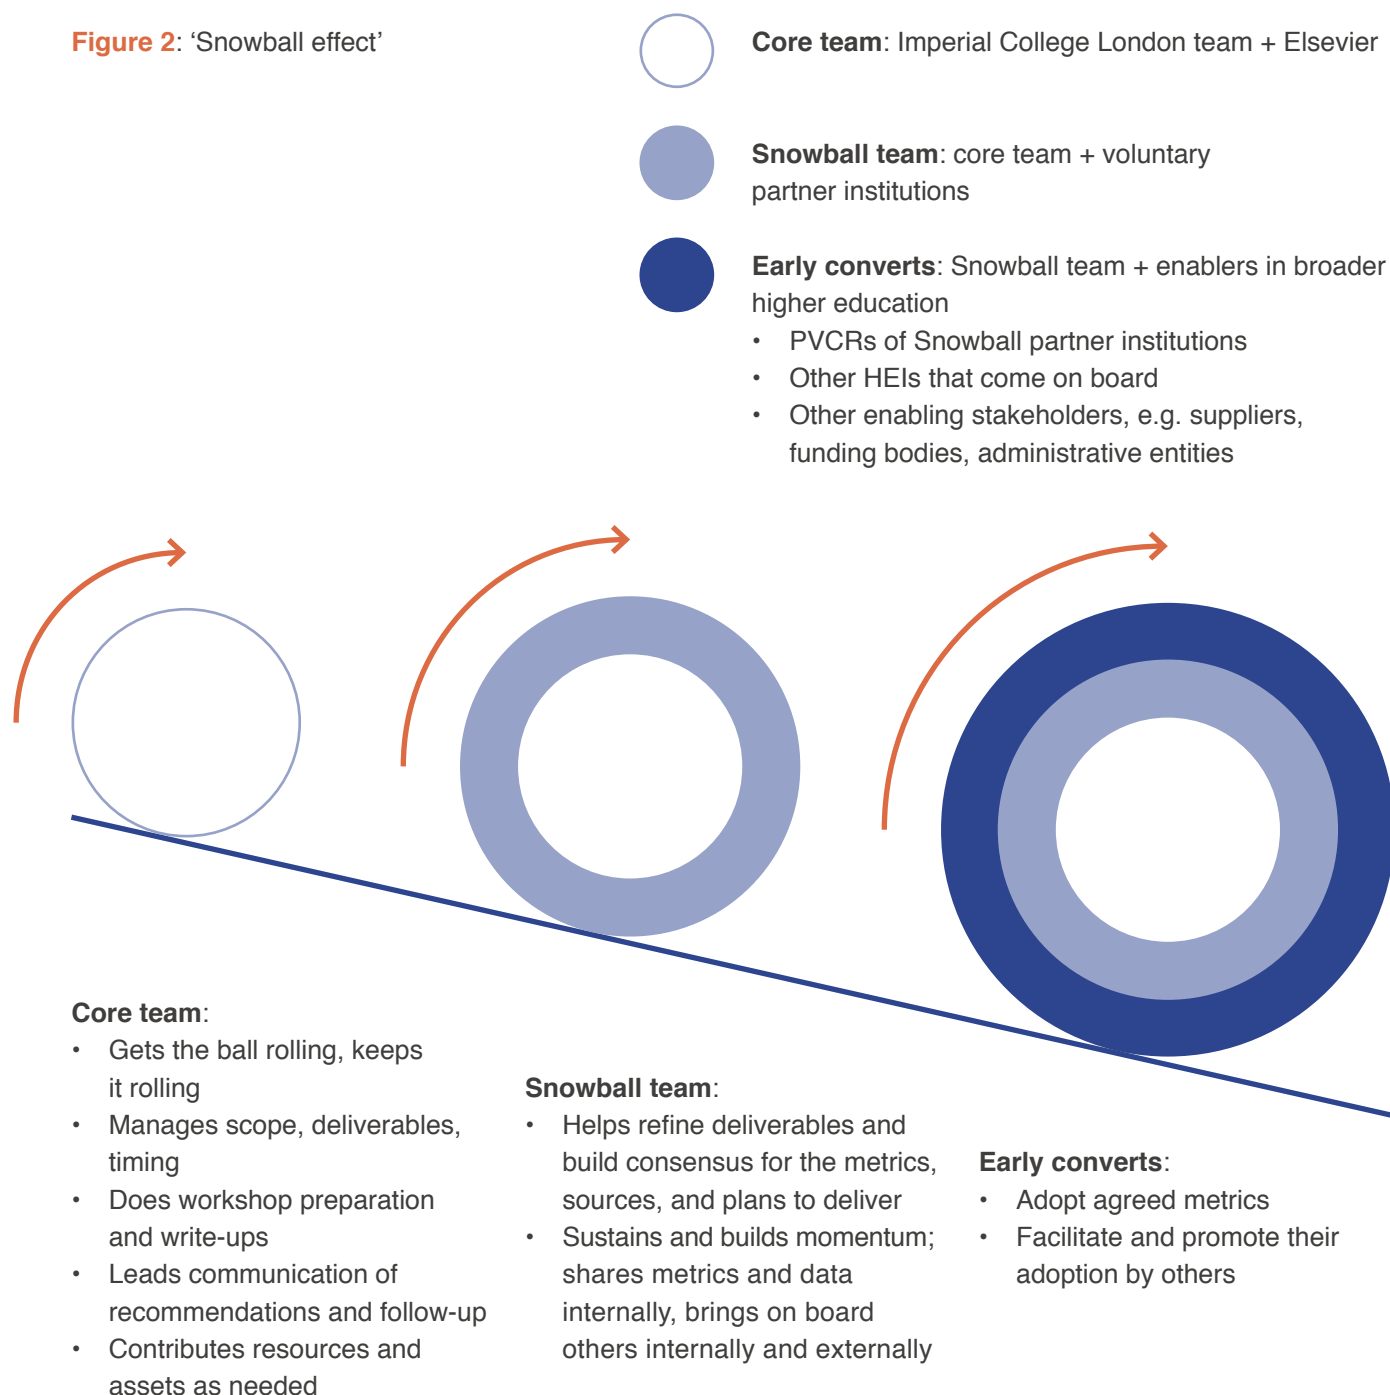 Figure 2: ‘Snowball effect’
Core team: Imperial College London team + Elsevier
Snowball team: core team + voluntary
partner institutions
Early converts: Snowball team + enablers in broader
higher education
• PVCRs of Snowball partner institutions
• Other HEIs that come on board
• Other enabling stakeholders, e.g. suppliers,
funding bodies, administrative entities
Core team:
• Gets the ball rolling, keeps
it rolling
• Manages scope, deliverables,
timing
• Does workshop preparation
and write-ups
• Leads communication of
recommendations and follow-up
• Contributes resources and
assets as needed
Snowball team:
• Helps refine deliverables and
build consensus for the metrics,
sources, and plans to deliver
• Sustains and builds momentum;
shares metrics and data
internally, brings on board
others internally and externally
Early converts:
• Adopt agreed metrics
• Facilitate and promote their
adoption by others